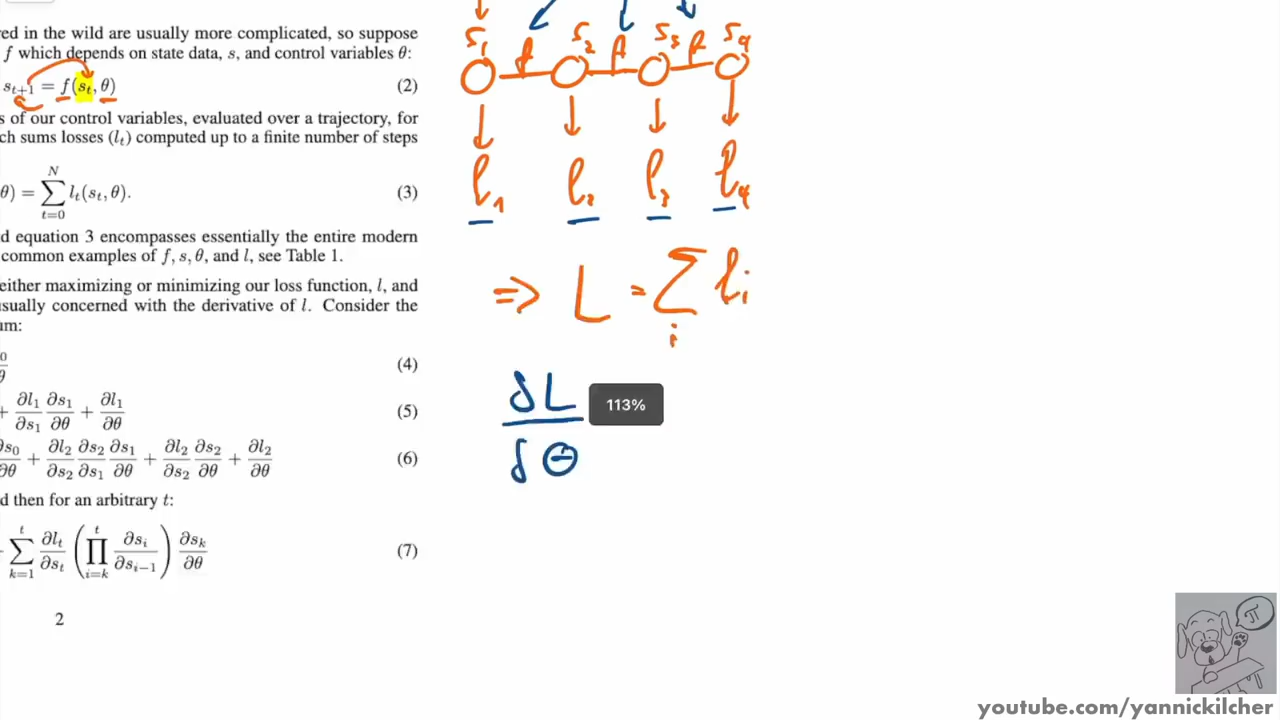 red in the wild are usually more complicated, so suppose
f which depends on state data, s, and control variables θ:
s_{t+1} = f(s_t, θ) (2)
s of our control variables, evaluated over a trajectory, for
ch sums losses (l_t) computed up to a finite number of steps
θ) = \sum_{t=0}^{N} l_t(s_t, θ). (3)
d equation 3 encompasses essentially the entire modern
common examples of f, s, θ, and l, see Table 1.
either maximizing or minimizing our loss function, l, and
usually concerned with the derivative of l. Consider the
um:
(4)
+ ∂l_1/∂s_1 ∂s_1/∂θ + ∂l_1/∂θ (5)
∂s_0/∂θ + ∂l_2/∂s_2 ∂s_2/∂s_1 ∂s_1/∂θ + ∂l_2/∂s_2 ∂s_2/∂θ + ∂l_2/∂θ (6)
d then for an arbitrary t:
\sum_{k=1}^{t} ∂l_t/∂s_t ( \prod_{i=k}^{t} ∂s_i/∂s_{i-1} ) ∂s_k/∂θ (7)
2
s_1 s_2 s_3 s_4
f f f
l_1 l_2 l_3 l_4
=> L = \sum_i l_i
δL
δΘ
113%
π
youtube.com/yannickilcher